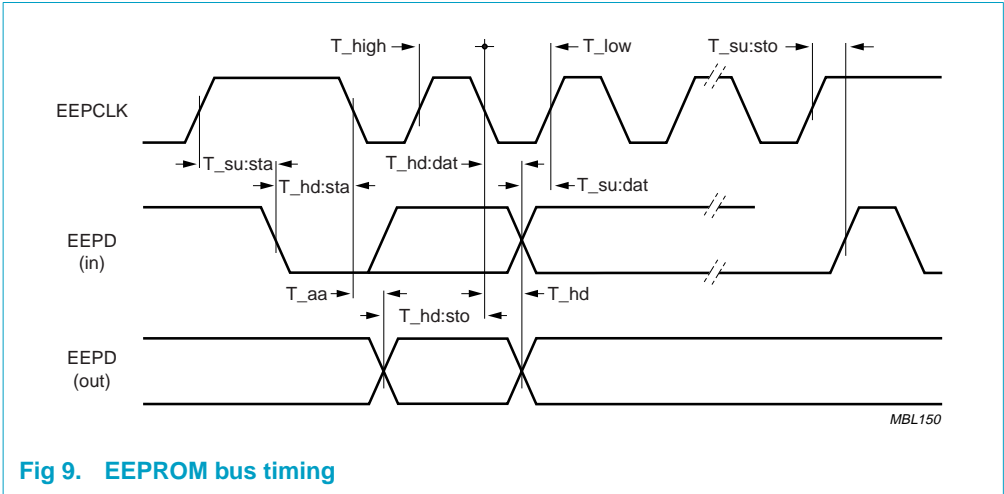 T_high
T_low
T_su:sto
EEPCLK
T_su:sta
T_hd:dat
T_hd:sta
T_su:dat
EEPD
(in)
T_aa
T_hd
T_hd:sto
EEPD
(out)
MBL150
Fig 9. EEPROM bus timing